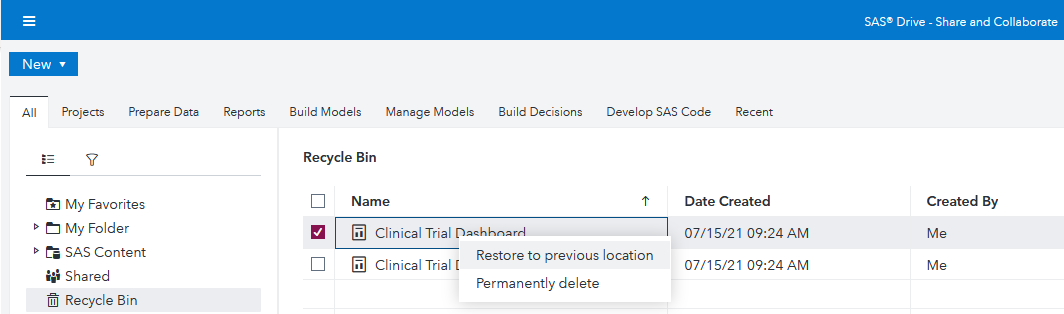 SAS® Drive - Share and Collaborate
New
All Projects Prepare Data Reports Build Models Manage Models Build Decisions Develop SAS Code Recent
Recycle Bin
Name Date Created Created By
My Favorites
My Folder
SAS Content
Shared
Recycle Bin
Clinical Trial Dashboard 07/15/21 09:24 AM Me
Clinical Trial 07/15/21 09:24 AM Me
Restore to previous location
Permanently delete